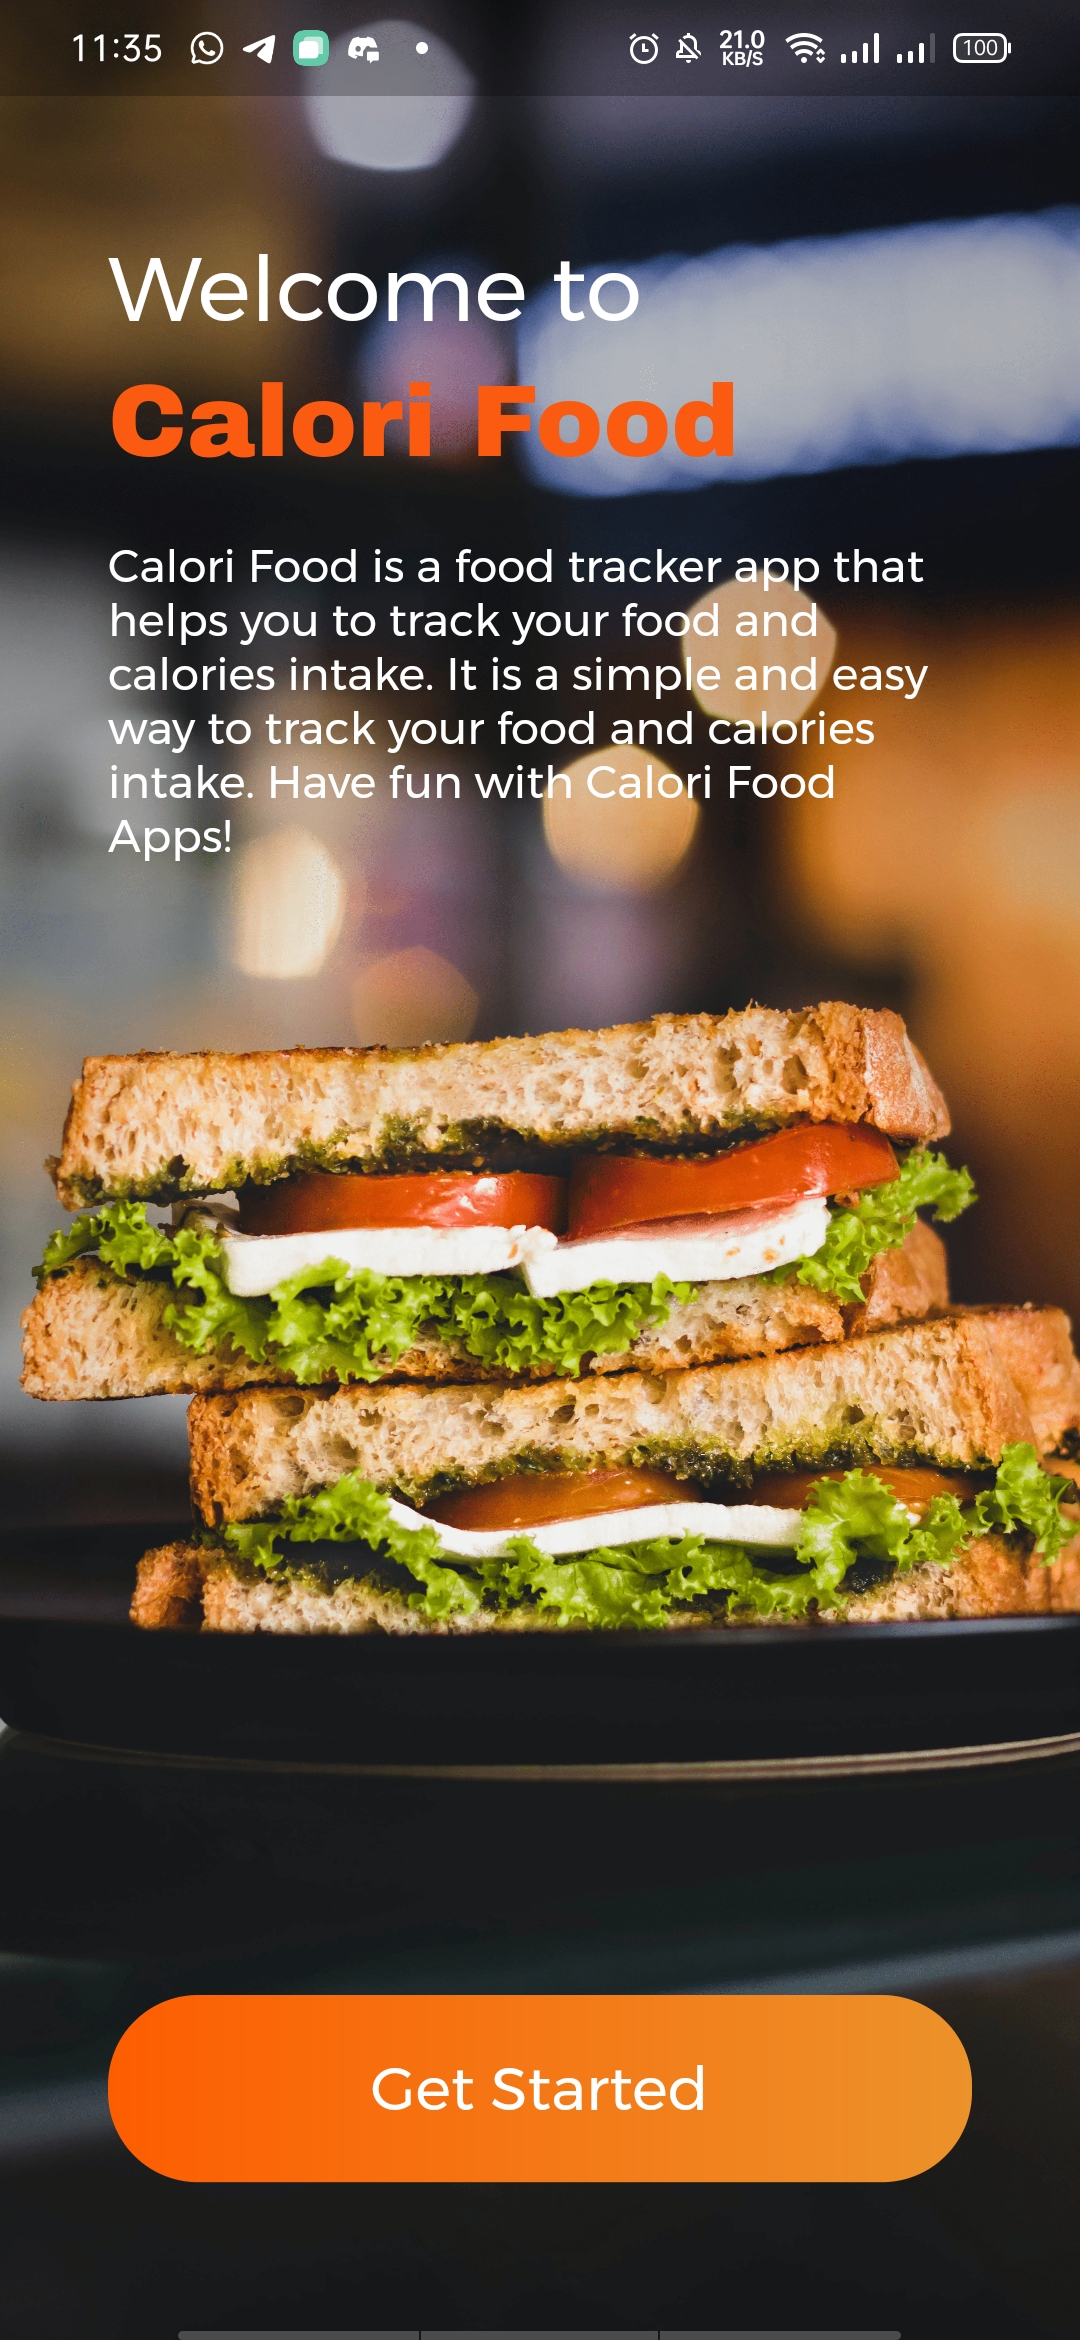 11:35 21.0 KB/S 100
Welcome to
Calori Food
Calori Food is a food tracker app that
helps you to track your food and
calories intake. It is a simple and easy
way to track your food and calories
intake. Have fun with Calori Food
Apps!
Get Started